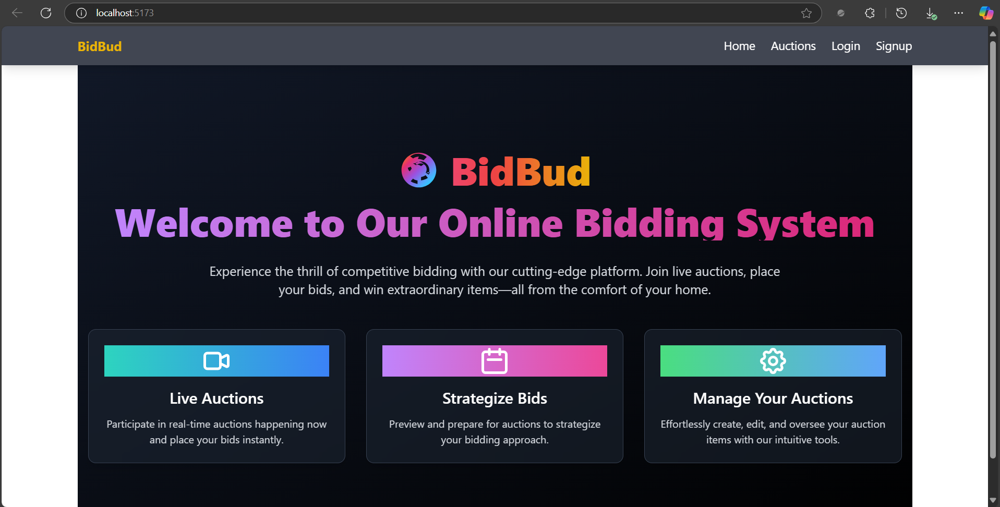 localhost:5173
BidBud
Home Auctions Login Signup
BidBud
Welcome to Our Online Bidding System
Experience the thrill of competitive bidding with our cutting-edge platform. Join live auctions, place
your bids, and win extraordinary items—all from the comfort of your home.
Live Auctions
Participate in real-time auctions happening now
and place your bids instantly.
Strategize Bids
Preview and prepare for auctions to strategize
your bidding approach.
Manage Your Auctions
Effortlessly create, edit, and oversee your auction
items with our intuitive tools.